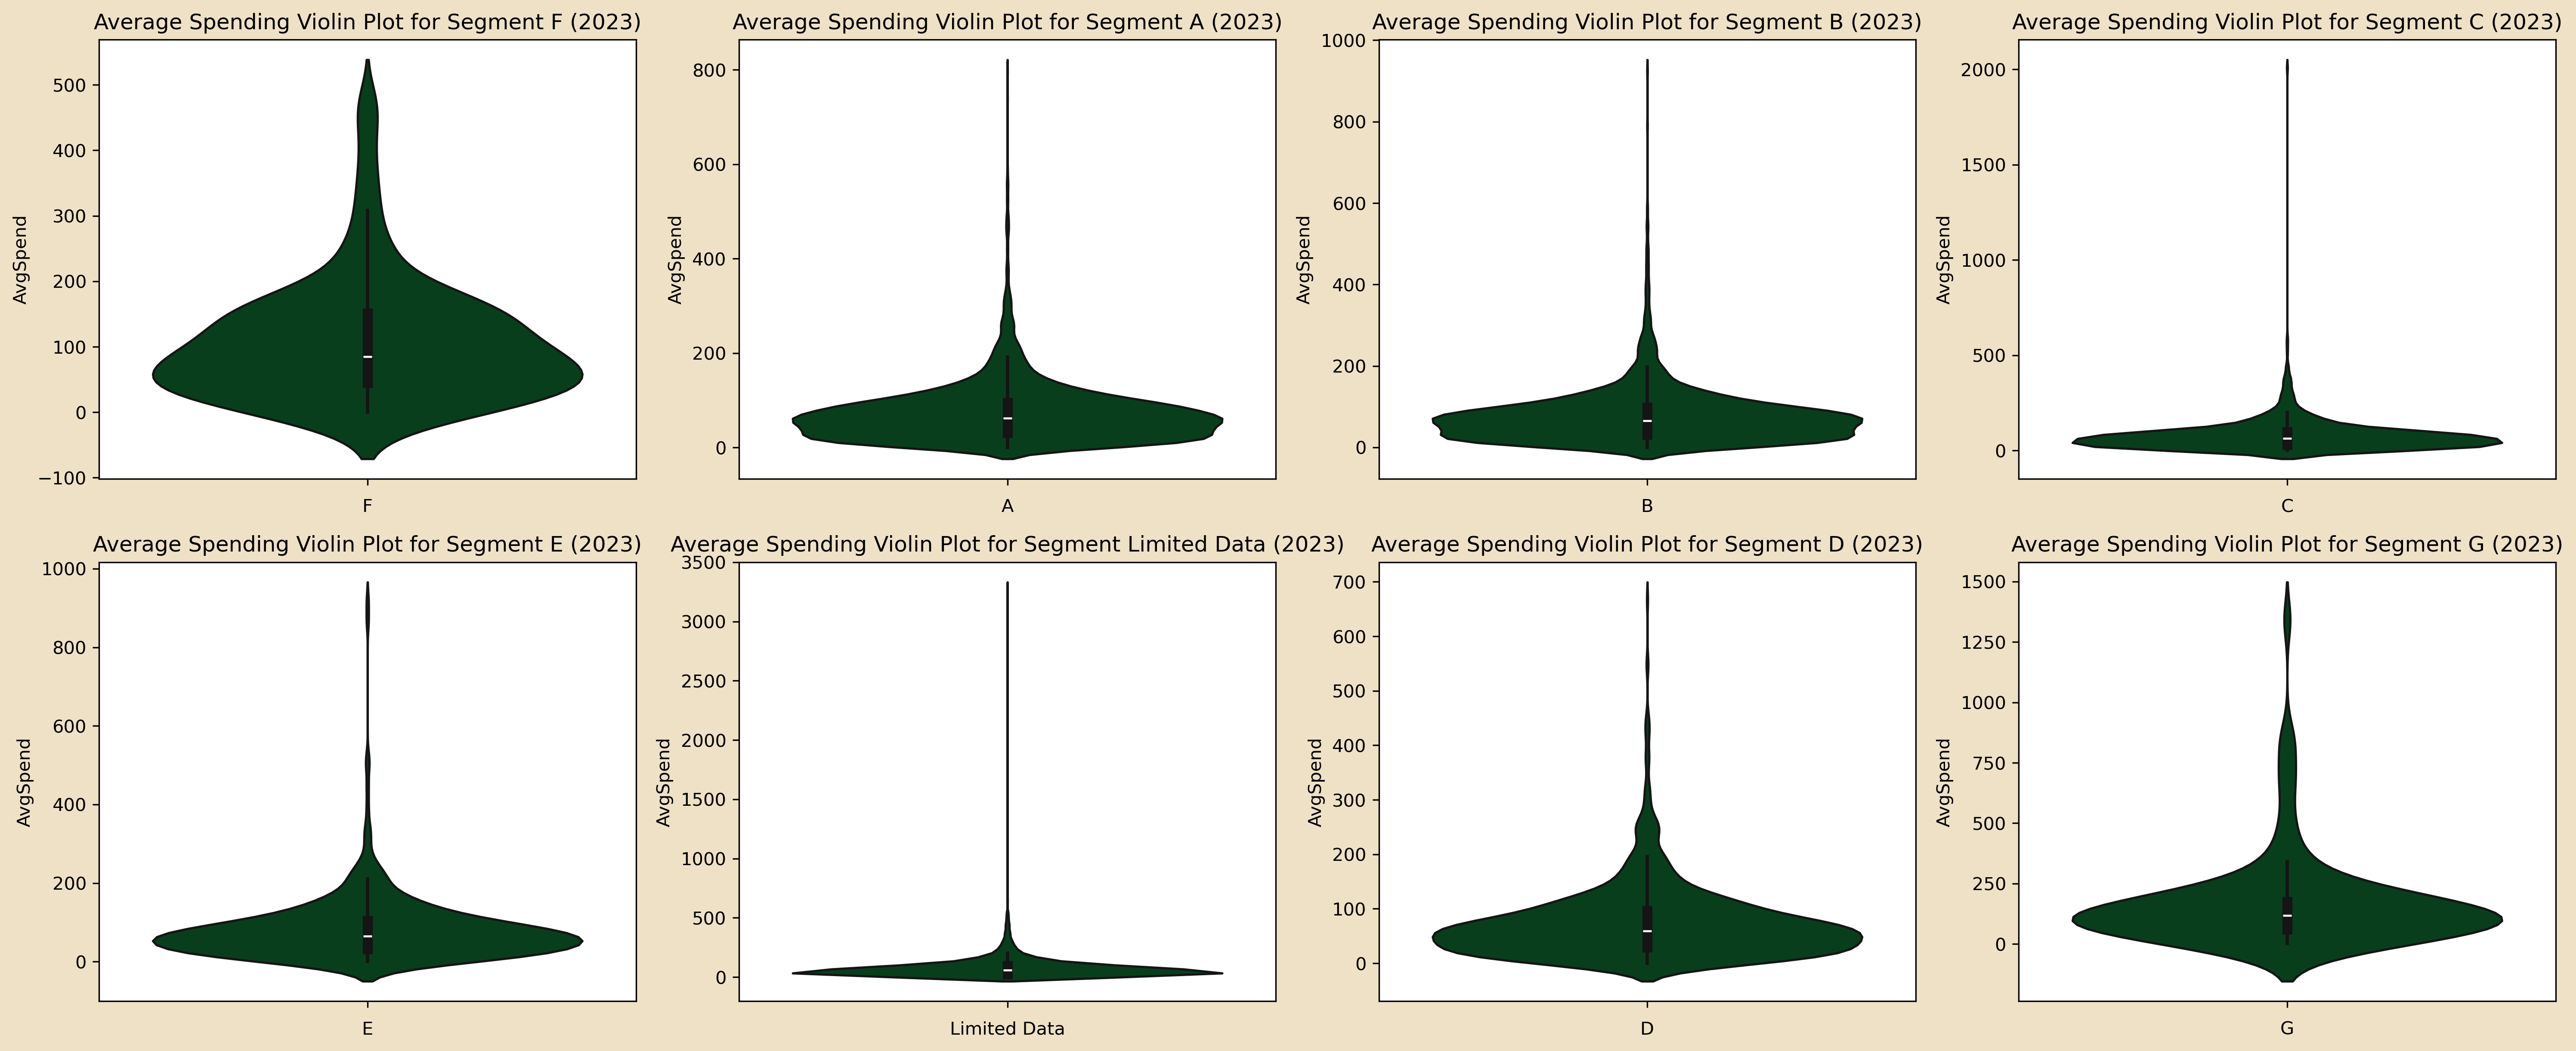 Average Spending Violin Plot for Segment F (2023)
AvgSpend
500
400
300
200
100
0
−100
F
Average Spending Violin Plot for Segment A (2023)
AvgSpend
800
600
400
200
0
A
Average Spending Violin Plot for Segment B (2023)
AvgSpend
1000
800
600
400
200
0
B
Average Spending Violin Plot for Segment C (2023)
AvgSpend
2000
1500
1000
500
0
C
Average Spending Violin Plot for Segment E (2023)
AvgSpend
1000
800
600
400
200
0
E
Average Spending Violin Plot for Segment Limited Data (2023)
AvgSpend
3500
3000
2500
2000
1500
1000
500
0
Limited Data
Average Spending Violin Plot for Segment D (2023)
AvgSpend
700
600
500
400
300
200
100
0
D
Average Spending Violin Plot for Segment G (2023)
AvgSpend
1500
1250
1000
750
500
250
0
G